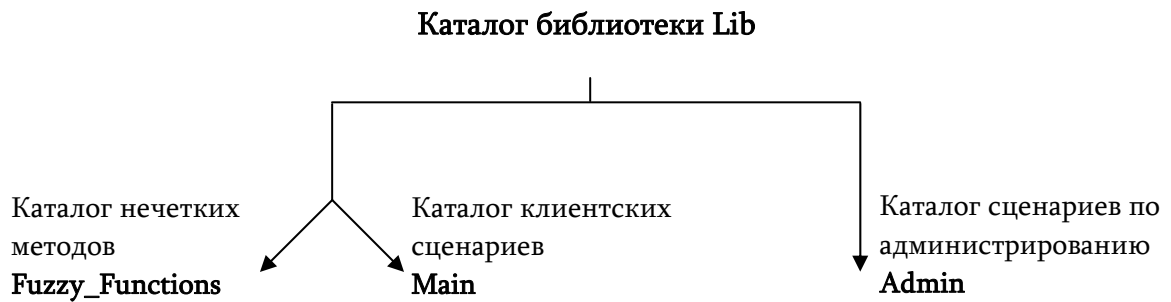 Каталог библиотеки Lib
Каталог нечетких
методов
Fuzzy_Functions
Каталог клиентских
сценариев
Main
Каталог сценариев по
администрированию
Admin